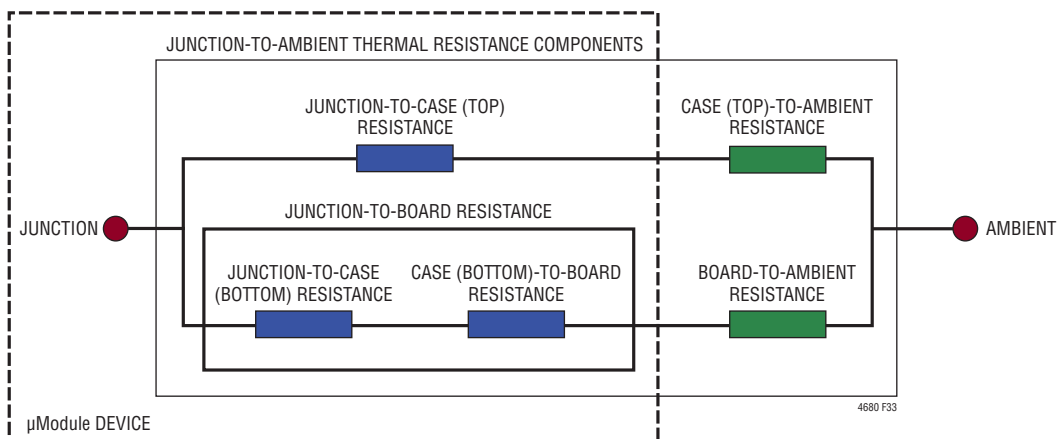 JUNCTION-TO-AMBIENT THERMAL RESISTANCE COMPONENTS
JUNCTION-TO-CASE (TOP)
RESISTANCE
CASE (TOP)-TO-AMBIENT
RESISTANCE
JUNCTION-TO-BOARD RESISTANCE
JUNCTION
AMBIENT
JUNCTION-TO-CASE
(BOTTOM) RESISTANCE
CASE (BOTTOM)-TO-BOARD
RESISTANCE
BOARD-TO-AMBIENT
RESISTANCE
4680 F33
µModule DEVICE